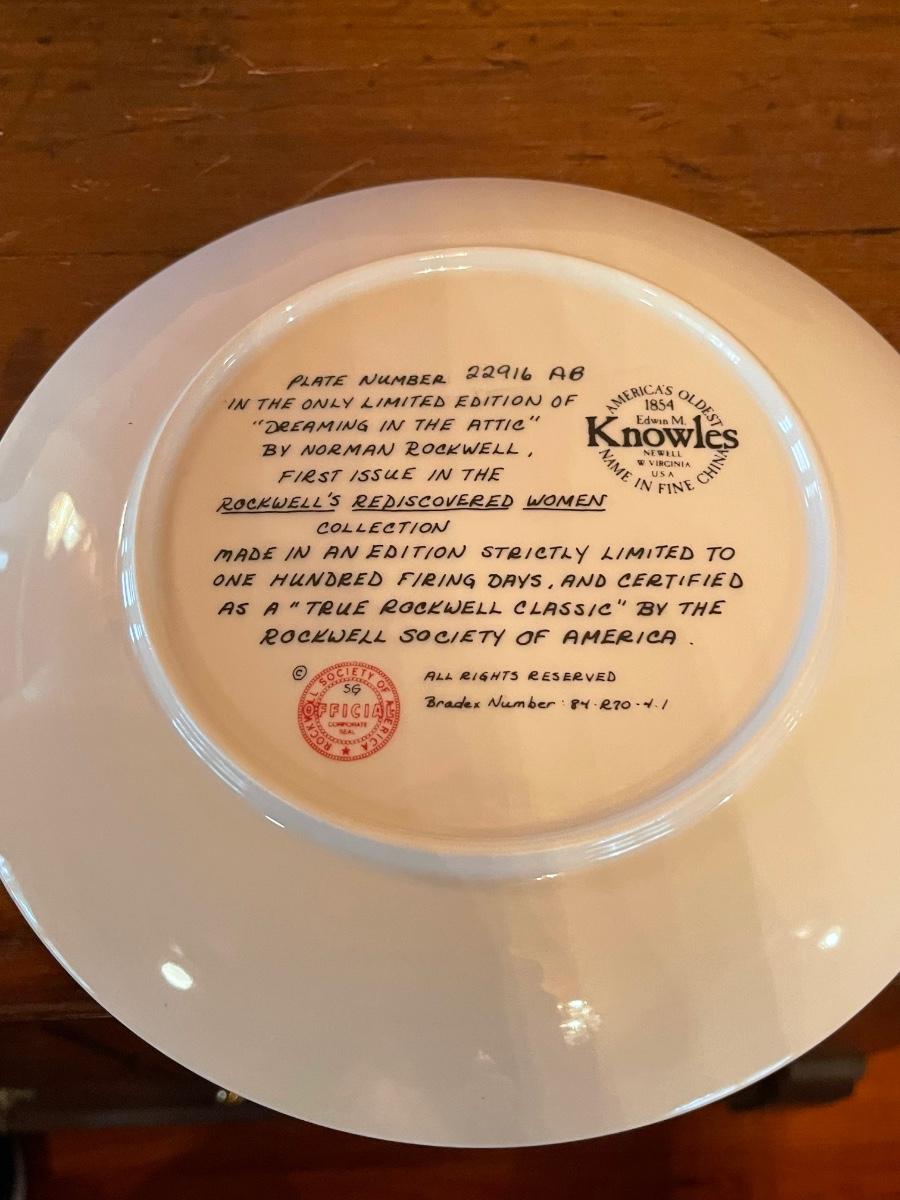 PLATE NUMBER 22916 AB
IN THE ONLY LIMITED EDITION OF
"DREAMING IN THE ATTIC"
BY NORMAN ROCKWELL,
FIRST ISSUE IN THE
ROCKWELL'S REDISCOVERED WOMEN
COLLECTION
MADE IN AN EDITION STRICTLY LIMITED TO
ONE HUNDRED FIRING DAYS, AND CERTIFIED
AS A "TRUE ROCKWELL CLASSIC" BY THE
ROCKWELL SOCIETY OF AMERICA.
AMERICA'S OLDEST
1854
Edwin M.
Knowles
NEWELL
W VIRGINIA
U.S.A
NAME IN FINE CHINA
©
ROCKWELL SOCIETY OF AMERICA
SG
OFFICIAL
CORPORATE
SEAL
ALL RIGHTS RESERVED
Bradex Number: 84-R70-4.1